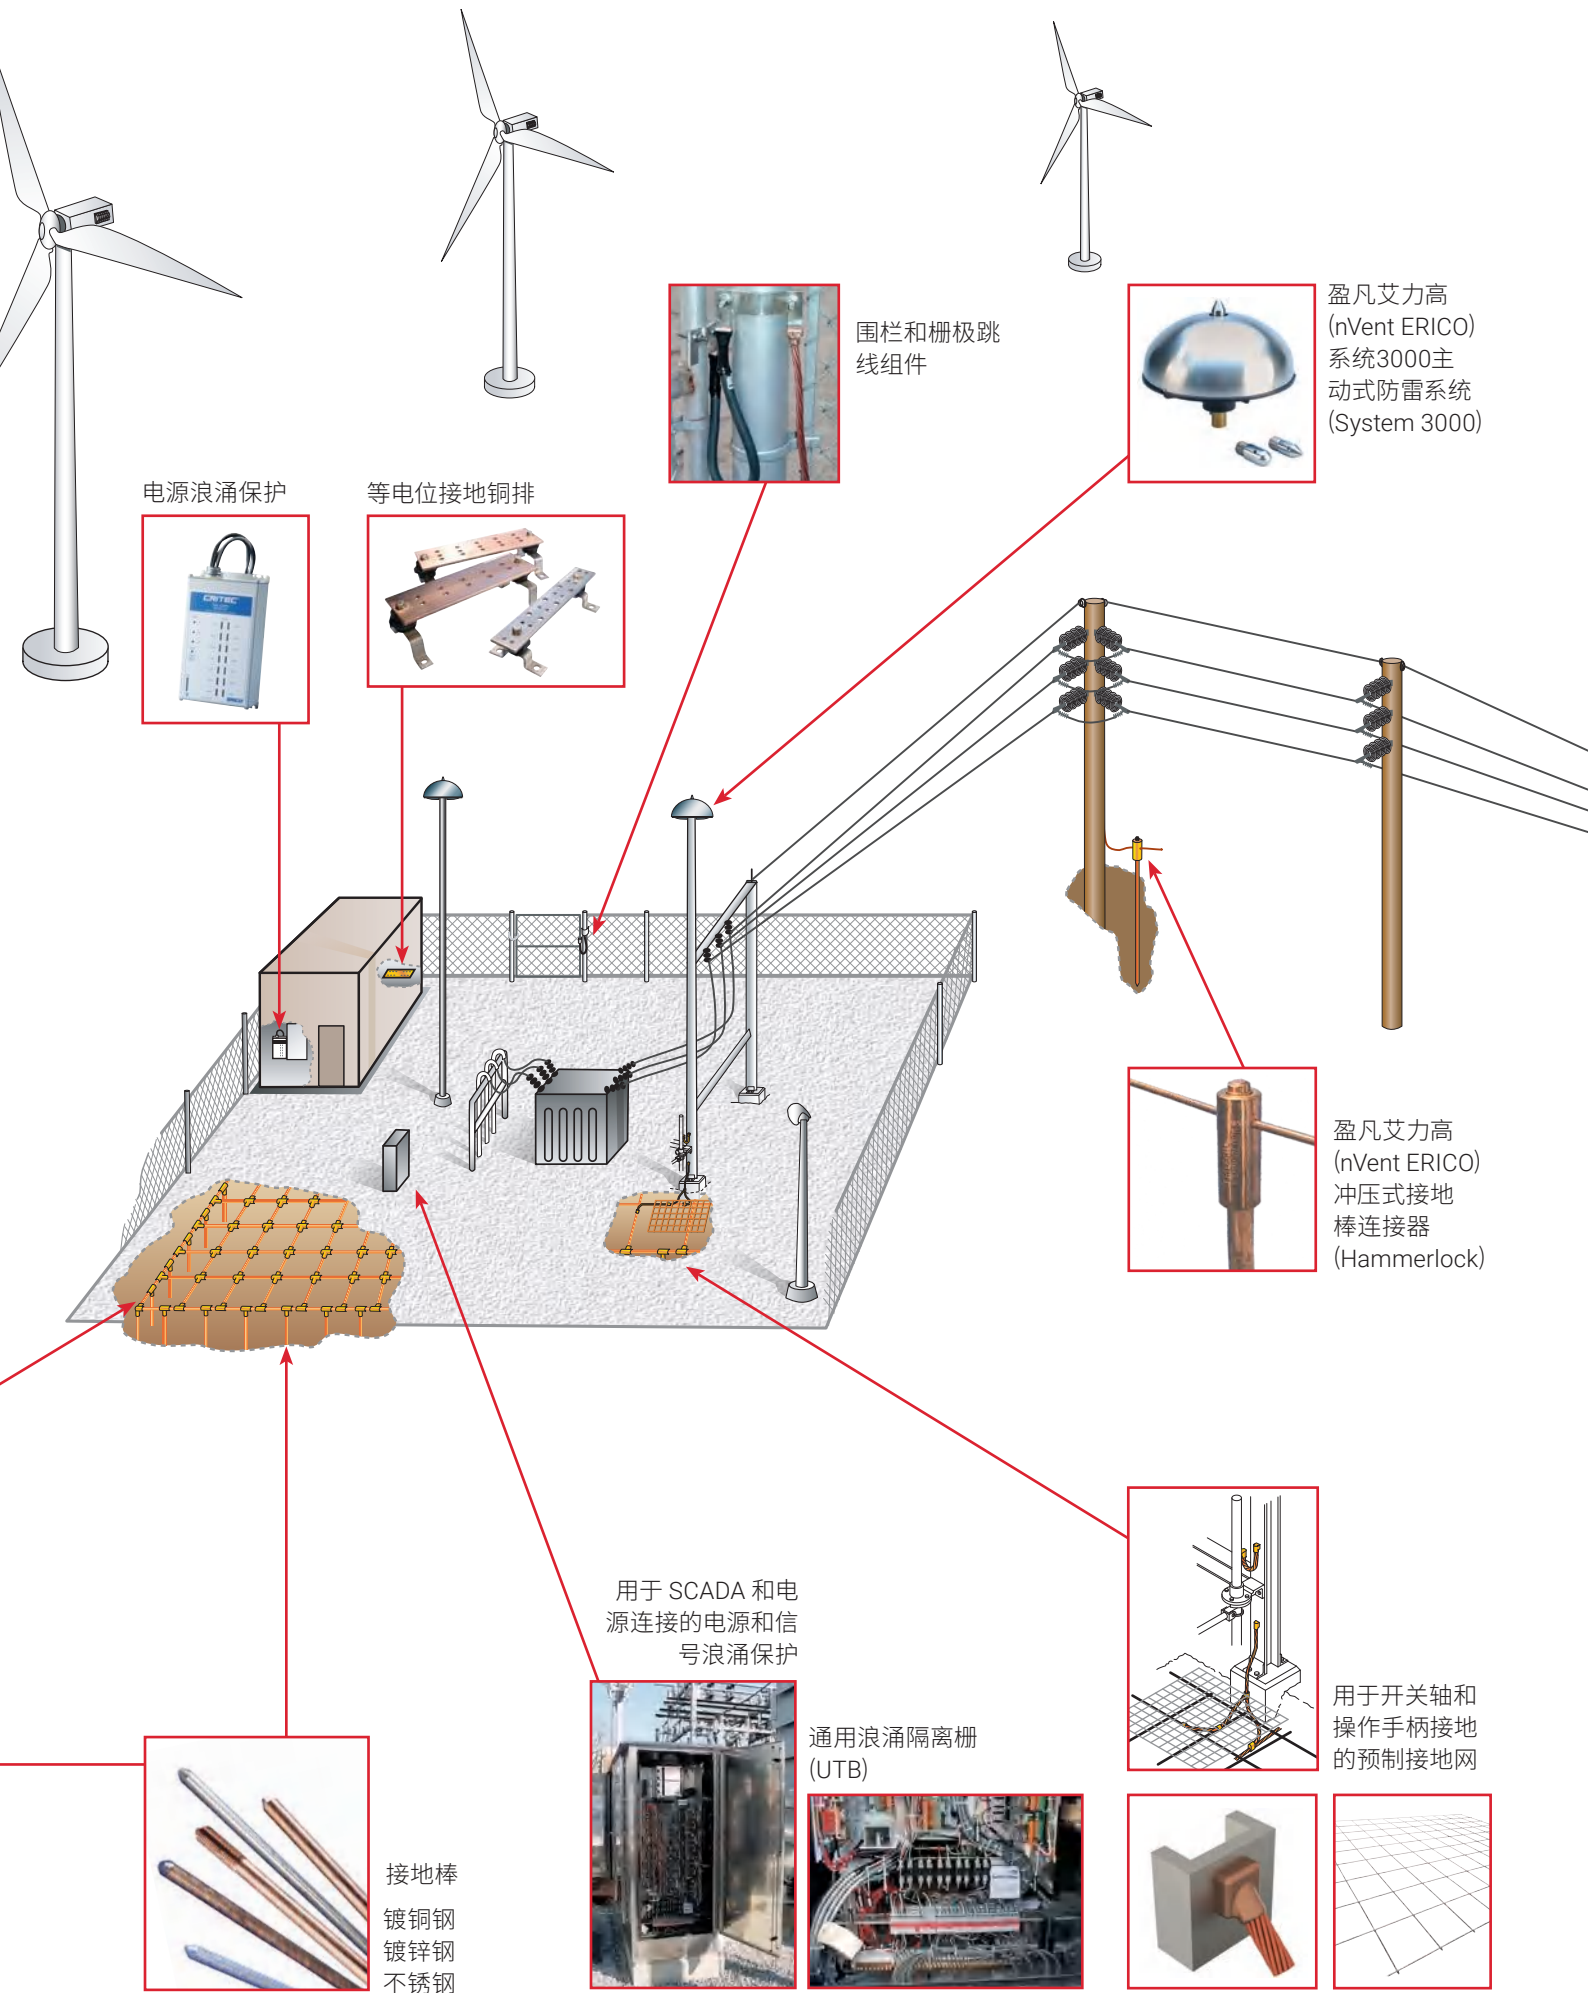 盈凡艾力高
(nVent ERICO)
系统3000主
动式防雷系统
(System 3000)
围栏和栅极跳
线组件
电源浪涌保护
等电位接地铜排
CRITEC
盈凡艾力高
(nVent ERICO)
冲压式接地
棒连接器
(Hammerlock)
用于 SCADA 和电
源连接的电源和信
号浪涌保护
通用浪涌隔离栅
(UTB)
用于开关轴和
操作手柄接地
的预制接地网
接地棒
镀铜钢
镀锌钢
不锈钢